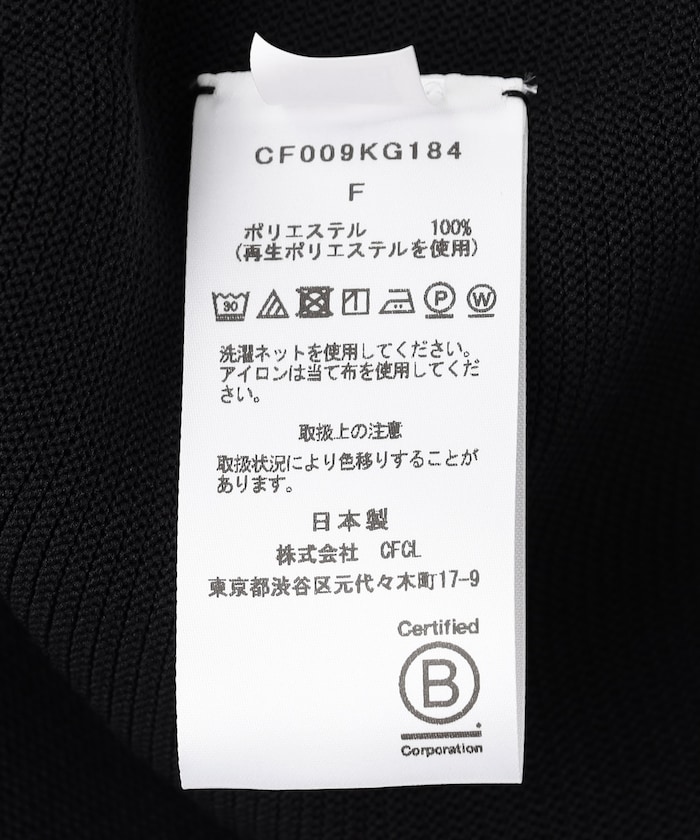 CF009KG184
F
ポリエステル 100%
(再生ポリエステルを使用)
30 P W
洗濯ネットを使用してください。
アイロンは当て布を使用してくだ
さい。
取扱上の注意
取扱状況により色移りすることが
あります。
日本製
株式会社 CFCL
東京都渋谷区元代々木町17-9
Certified
B
Corporation